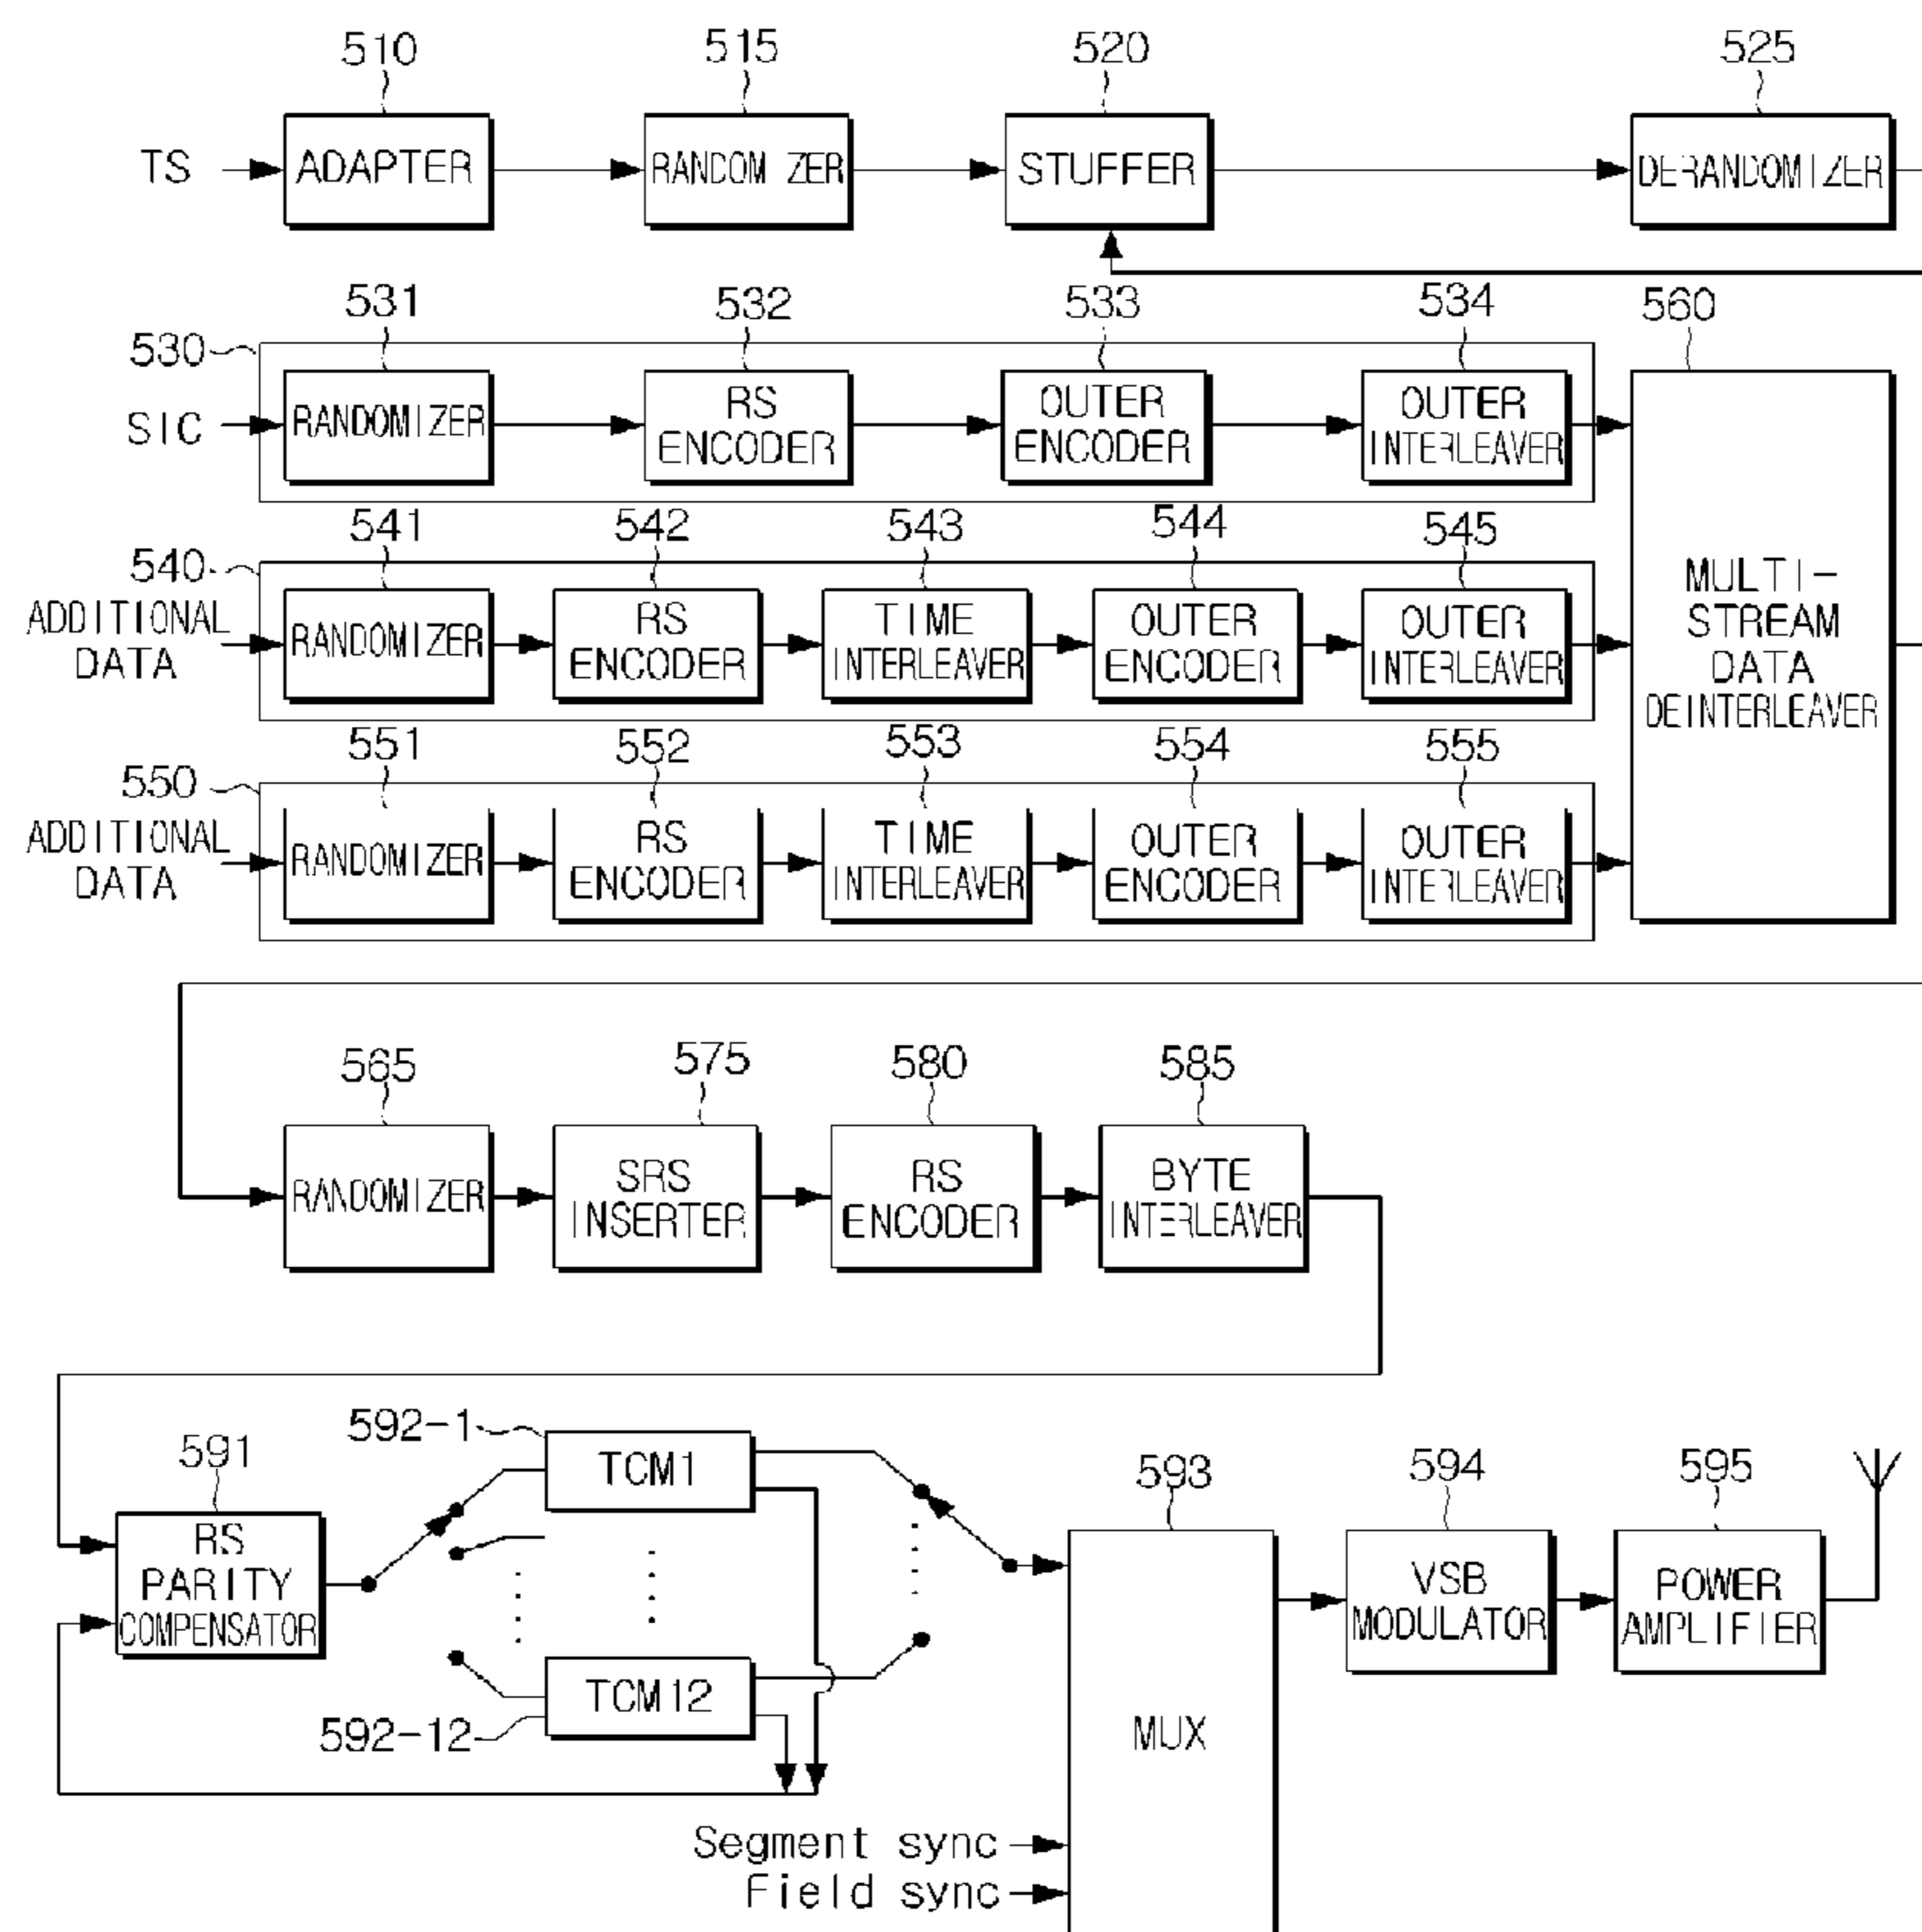 510
515
520
525
TS
ADAPTER
RANDOMIZER
STUFFER
DERANDOMIZER
531
532
533
534
560
530
SIC
RANDOMIZER
RS
ENCODER
OUTER
ENCODER
OUTER
INTERLEAVER
541
542
543
544
545
540
ADDITIONAL
DATA
RANDOMIZER
RS
ENCODER
TIME
INTERLEAVER
OUTER
ENCODER
OUTER
INTERLEAVER
MULTI-
STREAM
DATA
DEINTERLEAVER
551
552
553
554
555
550
ADDITIONAL
DATA
RANDOMIZER
RS
ENCODER
TIME
INTERLEAVER
OUTER
ENCODER
OUTER
INTERLEAVER
565
575
580
585
RANDOMIZER
SRS
INSERTER
RS
ENCODER
BYTE
INTERLEAVER
592-1
591
TCM1
593
594
595
RS
PARITY
COMPENSATOR
VSB
MODULATOR
POWER
AMPLIFIER
TCM12
592-12
MUX
Segment sync
Field sync